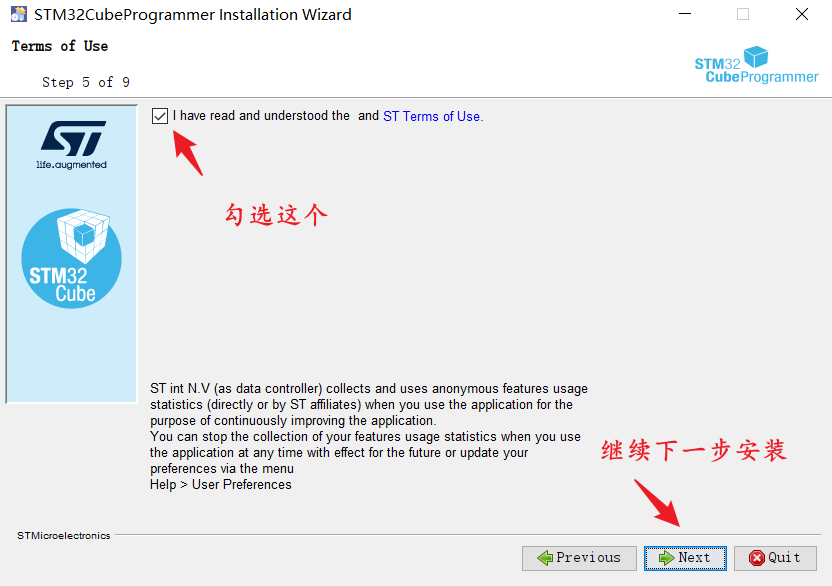 STM32CubeProgrammer Installation Wizard
Terms of Use
Step 5 of 9
STM32
CubeProgrammer
ST
life.augmented
STM32
Cube
I have read and understood the  and ST Terms of Use.
勾选这个
ST int N.V (as data controller) collects and uses anonymous features usage
statistics (directly or by ST affiliates) when you use the application for the
purpose of continuously improving the application.
You can stop the collection of your features usage statistics when you use
the application at any time with effect for the future or update your
preferences via the menu
Help > User Preferences
继续下一步安装
STMicroelectronics
Previous
Next
Quit